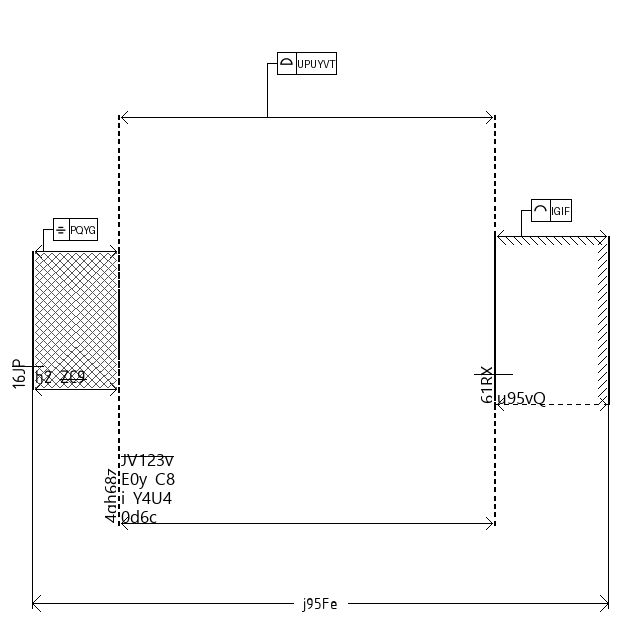 UPUYVT
IGIF
PQYG
16JP
h2 ZC9
61RX
u95vQ
JV123v
E0y C8
i Y4U4
0d6c
4qh68z
j95Fe